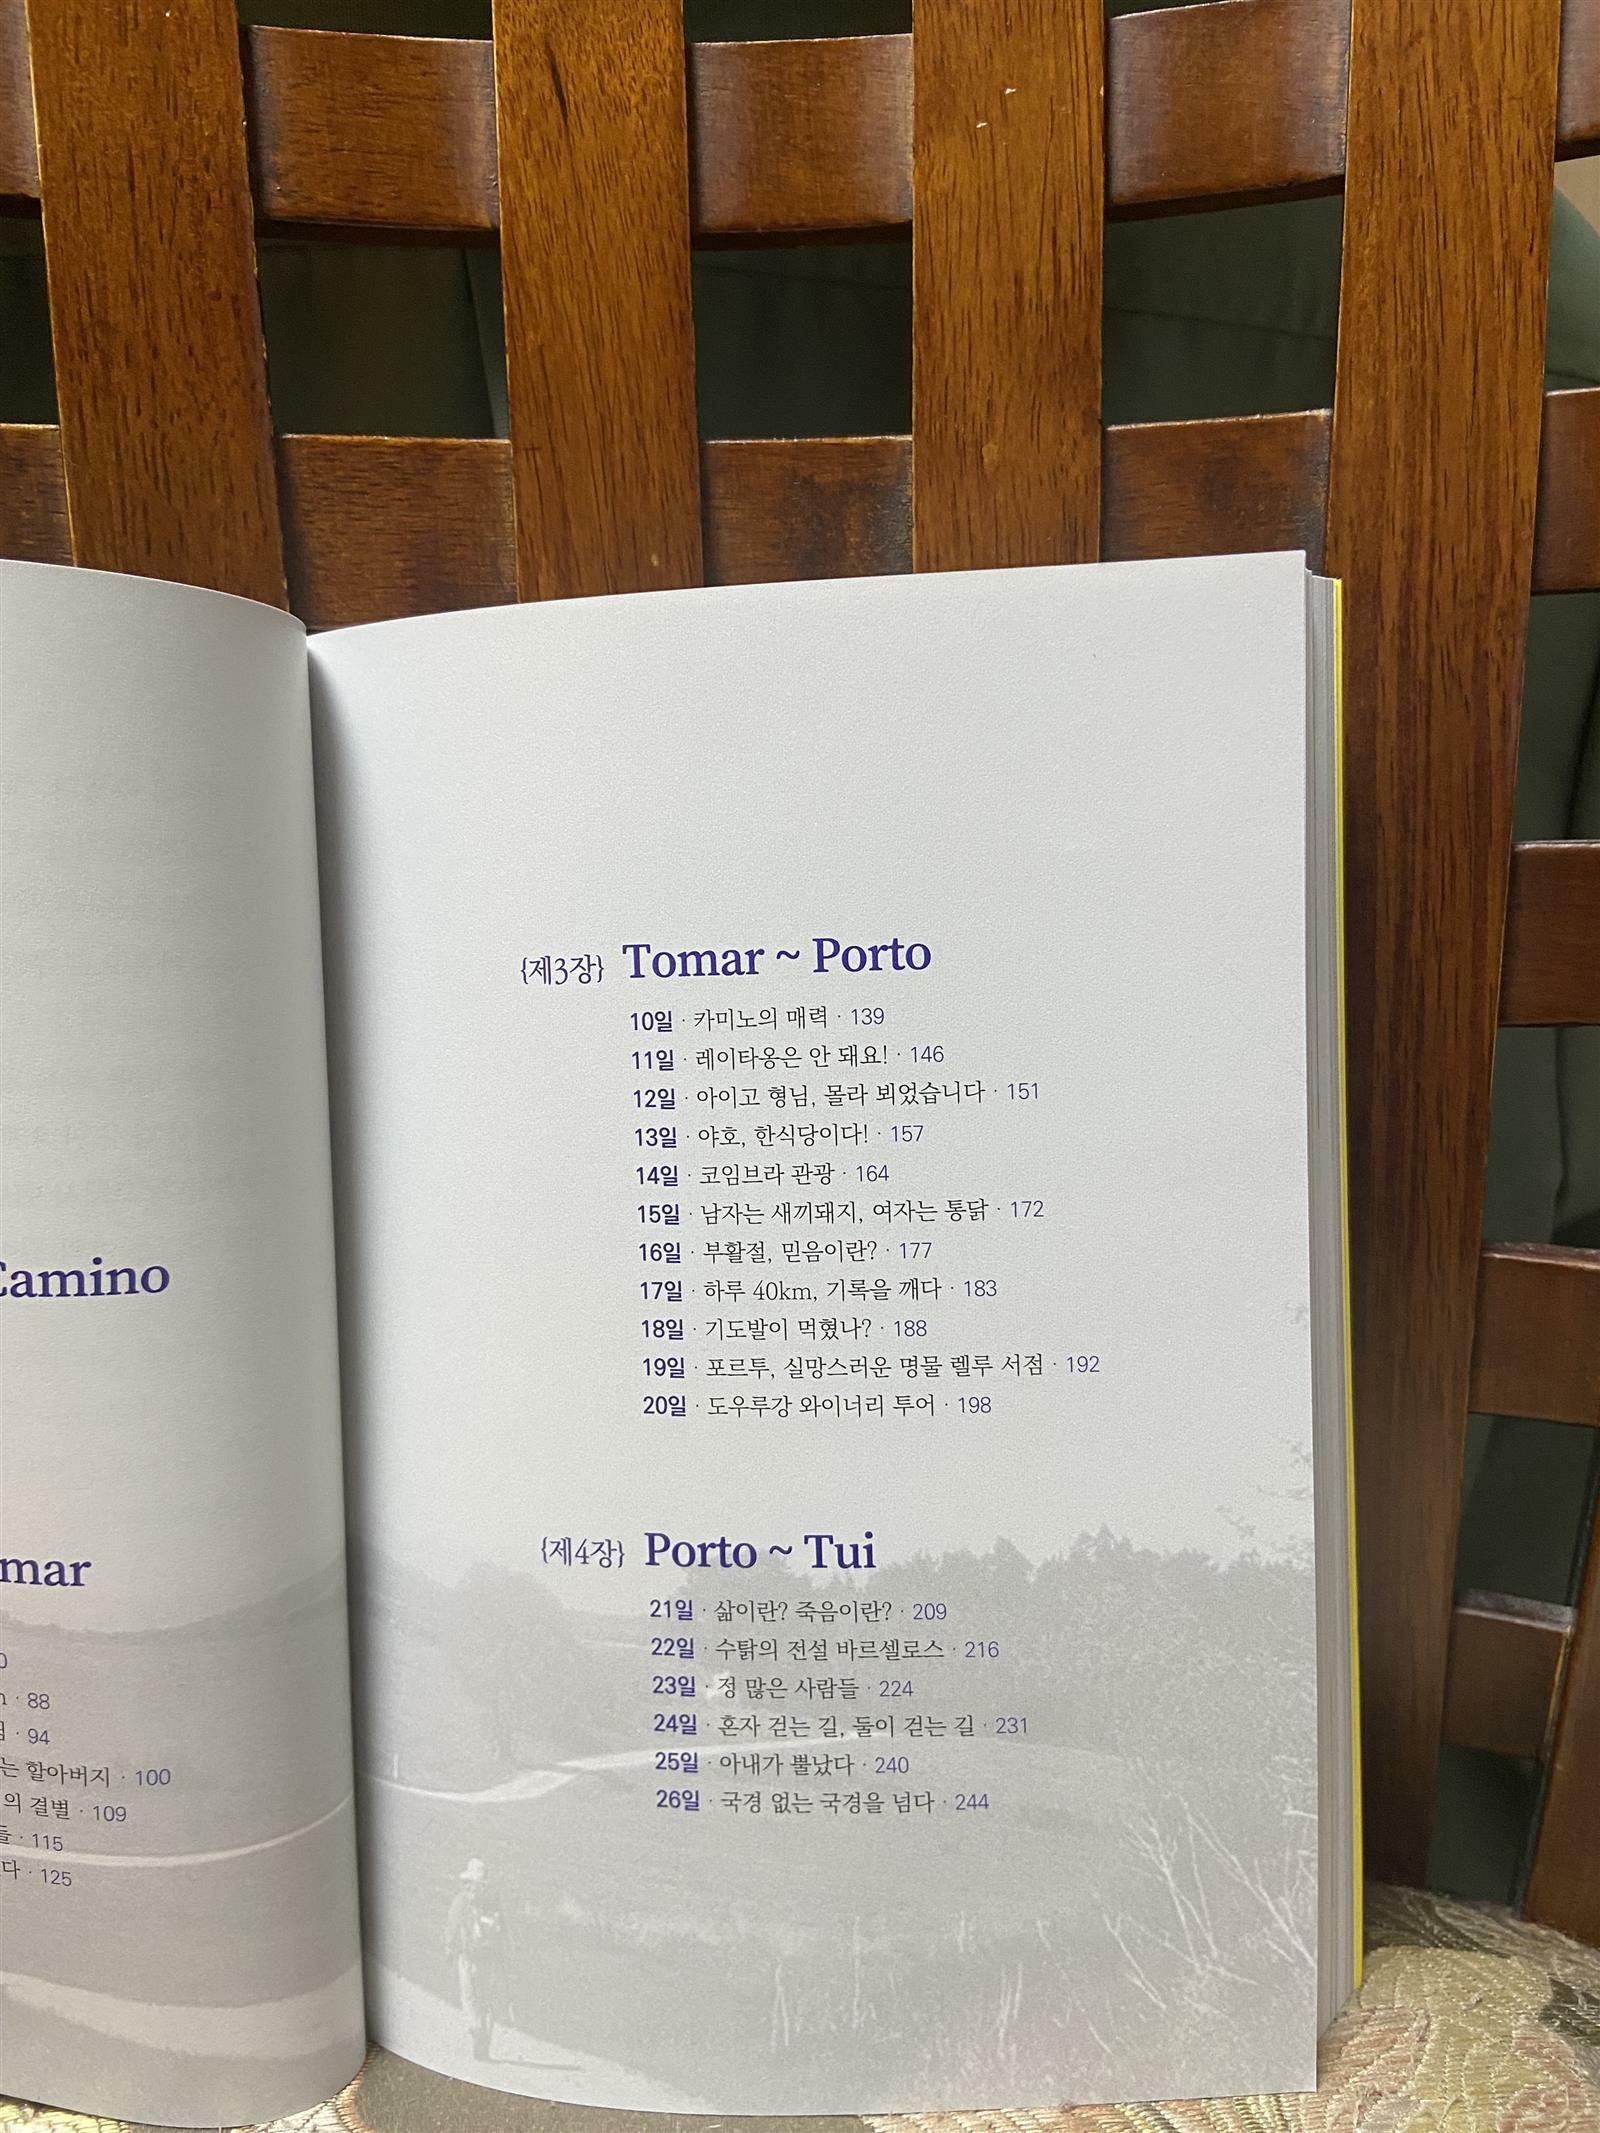 Camino
mar
88
94
는 할아버지 · 100
의 결벌 · 109
들 · 115
다 · 125
{제3장} Tomar ~ Porto
10일 · 카미노의 매력 · 139
11일 · 레이타옹은 안 돼요! · 146
12일 · 아이고 형님, 몰라 뵈었습니다 · 151
13일 · 야호, 한식당이다! · 157
14일 · 코임브라 관광 · 164
15일 · 남자는 새끼돼지, 여자는 통닭 · 172
16일 · 부활절, 믿음이란? · 177
17일 · 하루 40km, 기록을 깨다 · 183
18일 · 기도발이 먹혔나? · 188
19일 · 포르투, 실망스러운 명물 렐루 서점 · 192
20일 · 도우루강 와이너리 투어 · 198
{제4장} Porto ~ Tui
21일 · 삶이란? 죽음이란? · 209
22일 · 수탉의 전설 바르셀로스 · 216
23일 · 정 많은 사람들 · 224
24일 · 혼자 걷는 길, 둘이 걷는 길 · 231
25일 · 아내가 뿔났다 · 240
26일 · 국경 없는 국경을 넘다 · 244